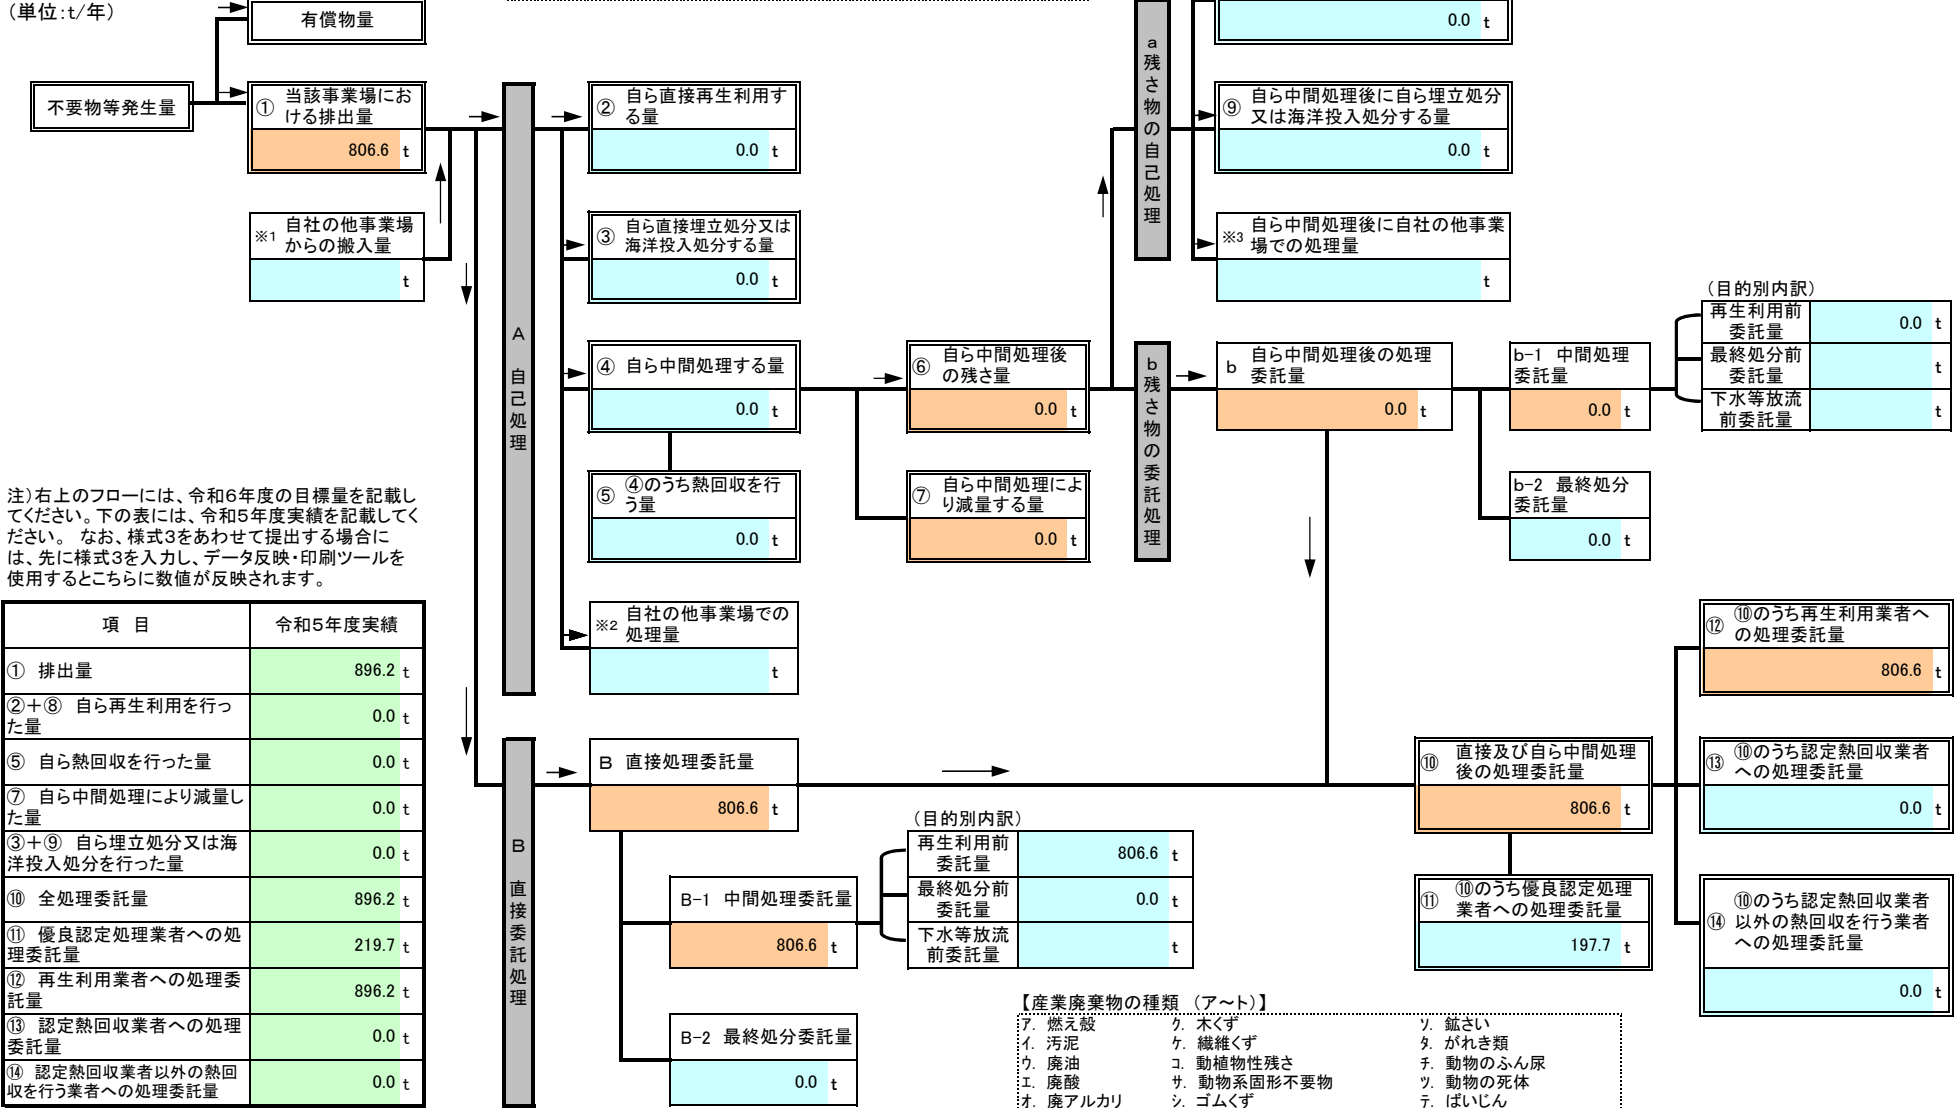 （単位:t/年）
有償物量
不要物等発生量
① 当該事業場にお
ける排出量
806.6 t
※1 自社の他事業場
からの搬入量
t
A 自己処理
② 自ら直接再生利用す
る量
0.0 t
③ 自ら直接埋立処分又は
海洋投入処分する量
0.0 t
④ 自ら中間処理する量
0.0 t
⑤ ④のうち熱回収を行
う量
0.0 t
※2 自社の他事業場での
処理量
t
⑥ 自ら中間処理後
の残さ量
0.0 t
⑦ 自ら中間処理によ
り減量する量
0.0 t
a残さ物の自己処理
0.0 t
⑨ 自ら中間処理後に自ら埋立処分
又は海洋投入処分する量
0.0 t
※3 自ら中間処理後に自社の他事業
場での処理量
t
b残さ物の委託処理
b 自ら中間処理後の処理
委託量
0.0 t
b-1 中間処理
委託量
0.0 t
b-2 最終処分
委託量
0.0 t
（目的別内訳）
再生利用前
委託量
0.0 t
最終処分前
委託量
t
下水等放流
前委託量
t
注）右上のフローには、令和6年度の目標量を記載し
てください。下の表には、令和5年度実績を記載してく
ださい。 なお、様式3をあわせて提出する場合に
は、先に様式3を入力し、データ反映・印刷ツールを
使用するとこちらに数値が反映されます。
項 目 令和5年度実績
① 排出量 896.2 t
②＋⑧ 自ら再生利用を行っ
た量 0.0 t
⑤ 自ら熱回収を行った量 0.0 t
⑦ 自ら中間処理により減量し
た量 0.0 t
③＋⑨ 自ら埋立処分又は海
洋投入処分を行った量 0.0 t
⑩ 全処理委託量 896.2 t
⑪ 優良認定処理業者への処
理委託量 219.7 t
⑫ 再生利用業者への処理委
託量 896.2 t
⑬ 認定熱回収業者への処理
委託量 0.0 t
⑭ 認定熱回収業者以外の熱回
収を行う業者への処理委託量 0.0 t
B 直接委託処理
B 直接処理委託量
806.6 t
B-1 中間処理委託量
806.6 t
B-2 最終処分委託量
0.0 t
（目的別内訳）
再生利用前
委託量
806.6 t
最終処分前
委託量
0.0 t
下水等放流
前委託量
t
⑩ 直接及び自ら中間処理
後の処理委託量
806.6 t
⑪ ⑩のうち優良認定処理
業者への処理委託量
197.7 t
⑫ ⑩のうち再生利用業者へ
の処理委託量
806.6 t
⑬ ⑩のうち認定熱回収業者
への処理委託量
0.0 t
⑭ ⑩のうち認定熱回収業者
以外の熱回収を行う業者
への処理委託量
0.0 t
【産業廃棄物の種類 （ア～ト）】
ア. 燃え殻 ク. 木くず ソ. 鉱さい
イ. 汚泥 ケ. 繊維くず タ. がれき類
ウ. 廃油 コ. 動植物性残さ チ. 動物のふん尿
エ. 廃酸 サ. 動物系固形不要物 ツ. 動物の死体
オ. 廃アルカリ シ. ゴムくず テ. ばいじん